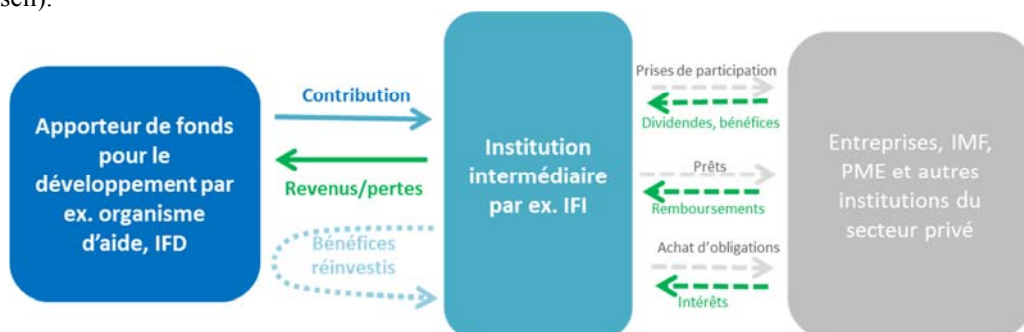 sein).
Apporteur de fonds
pour le
développement par
ex. organisme
d'aide, IFD
Contribution
Revenus/pertes
Bénéfices
réinvestis
Institution
intermédiaire
par ex. IFI
Prises de participation
Dividendes, bénéfices
Prêts
Remboursements
Achat d'obligations
Intérêts
Entreprises, IMF,
PME et autres
institutions du
secteur privé